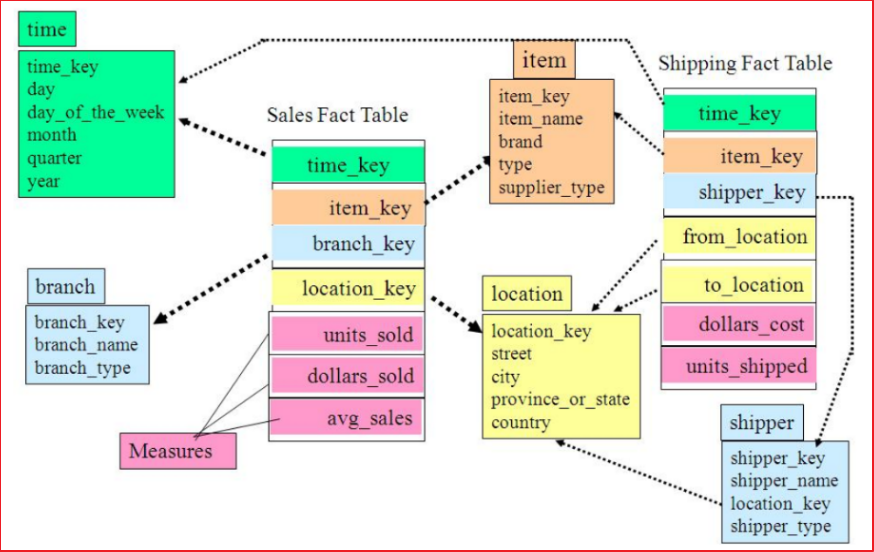 time
time_key
day
day_of_the_week
month
quarter
year
Sales Fact Table
time_key
item_key
branch_key
location_key
units_sold
dollars_sold
avg_sales
Measures
branch
branch_key
branch_name
branch_type
item
item_key
item_name
brand
type
supplier_type
location
location_key
street
city
province_or_state
country
Shipping Fact Table
time_key
item_key
shipper_key
from_location
to_location
dollars_cost
units_shipped
shipper
shipper_key
shipper_name
location_key
shipper_type